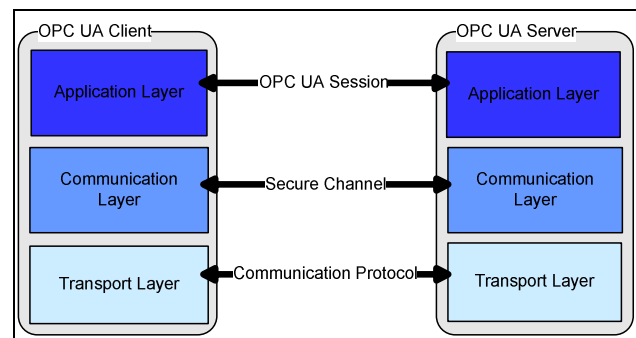 OPC UA Client
OPC UA Server
Application Layer
OPC UA Session
Application Layer
Communication
Layer
Secure Channel
Communication
Layer
Transport Layer
Communication Protocol
Transport Layer